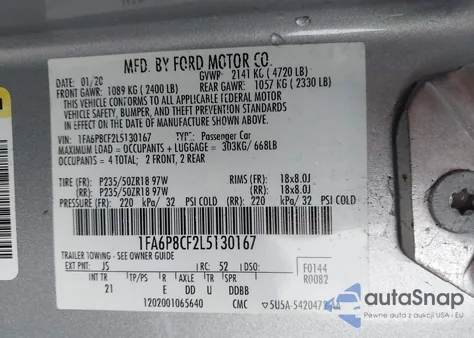 MFD. BY FORD MOTOR CO.
DATE: 01/20
GVWR: 2141 KG ( 4720 LB)
FRONT GAWR: 1089 KG ( 2400 LB)
REAR GAWR: 1057 KG ( 2330 LB)
THIS VEHICLE CONFORMS TO ALL APPLICABLE FEDERAL MOTOR
VEHICLE SAFETY, BUMPER, AND THEFT PREVENTION STANDARDS
IN EFFECT ON THE DATE OF MANUFACTURE SHOWN ABOVE.
VIN: 1FA6P8CF2L5130167 TYPE: Passenger Car
MAXIMUM LOAD = OCCUPANTS + LUGGAGE = 303KG/ 668LB
OCCUPANTS = 4 TOTAL; 2 FRONT, 2 REAR
TIRE (FR) P235/50ZR18 97W RIMS (FR) 18x8.0J
(RR) P235/50ZR18 97W (RR) 18x8.0J
PRESSURE (FR) 220 kPa/ 32 PSI COLD (RR) 220 kPa/ 32 PSI COLD
1FA6P8CF2L5130167
TRAILER TOWING - SEE OWNER GUIDE
EXT PNT: JS RC: 52 DSO:
F0144
R0082
INT TR TP/PS R AXLE TR SPR
21 E DD U DDBB
1202001065640 CMC
autoSnap
Pewne auta z aukcji USA i EU